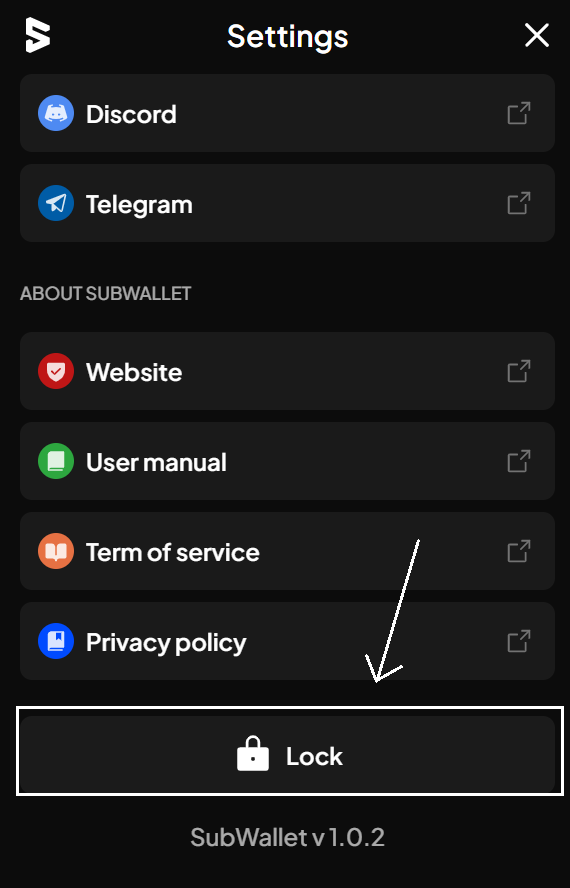 Settings
Discord
Telegram
ABOUT SUBWALLET
Website
User manual
Term of service
Privacy policy
Lock
SubWallet v 1.0.2